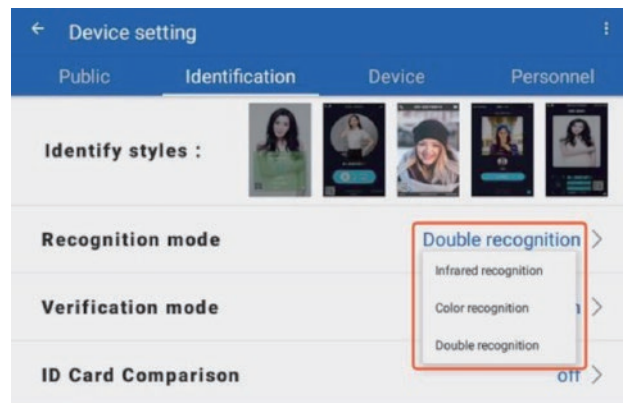 Device setting
Public Identification Device Personnel
Identify styles :
Recognition mode Double recognition
Infrared recognition
Verification mode Color recognition
Double recognition
ID Card Comparison off